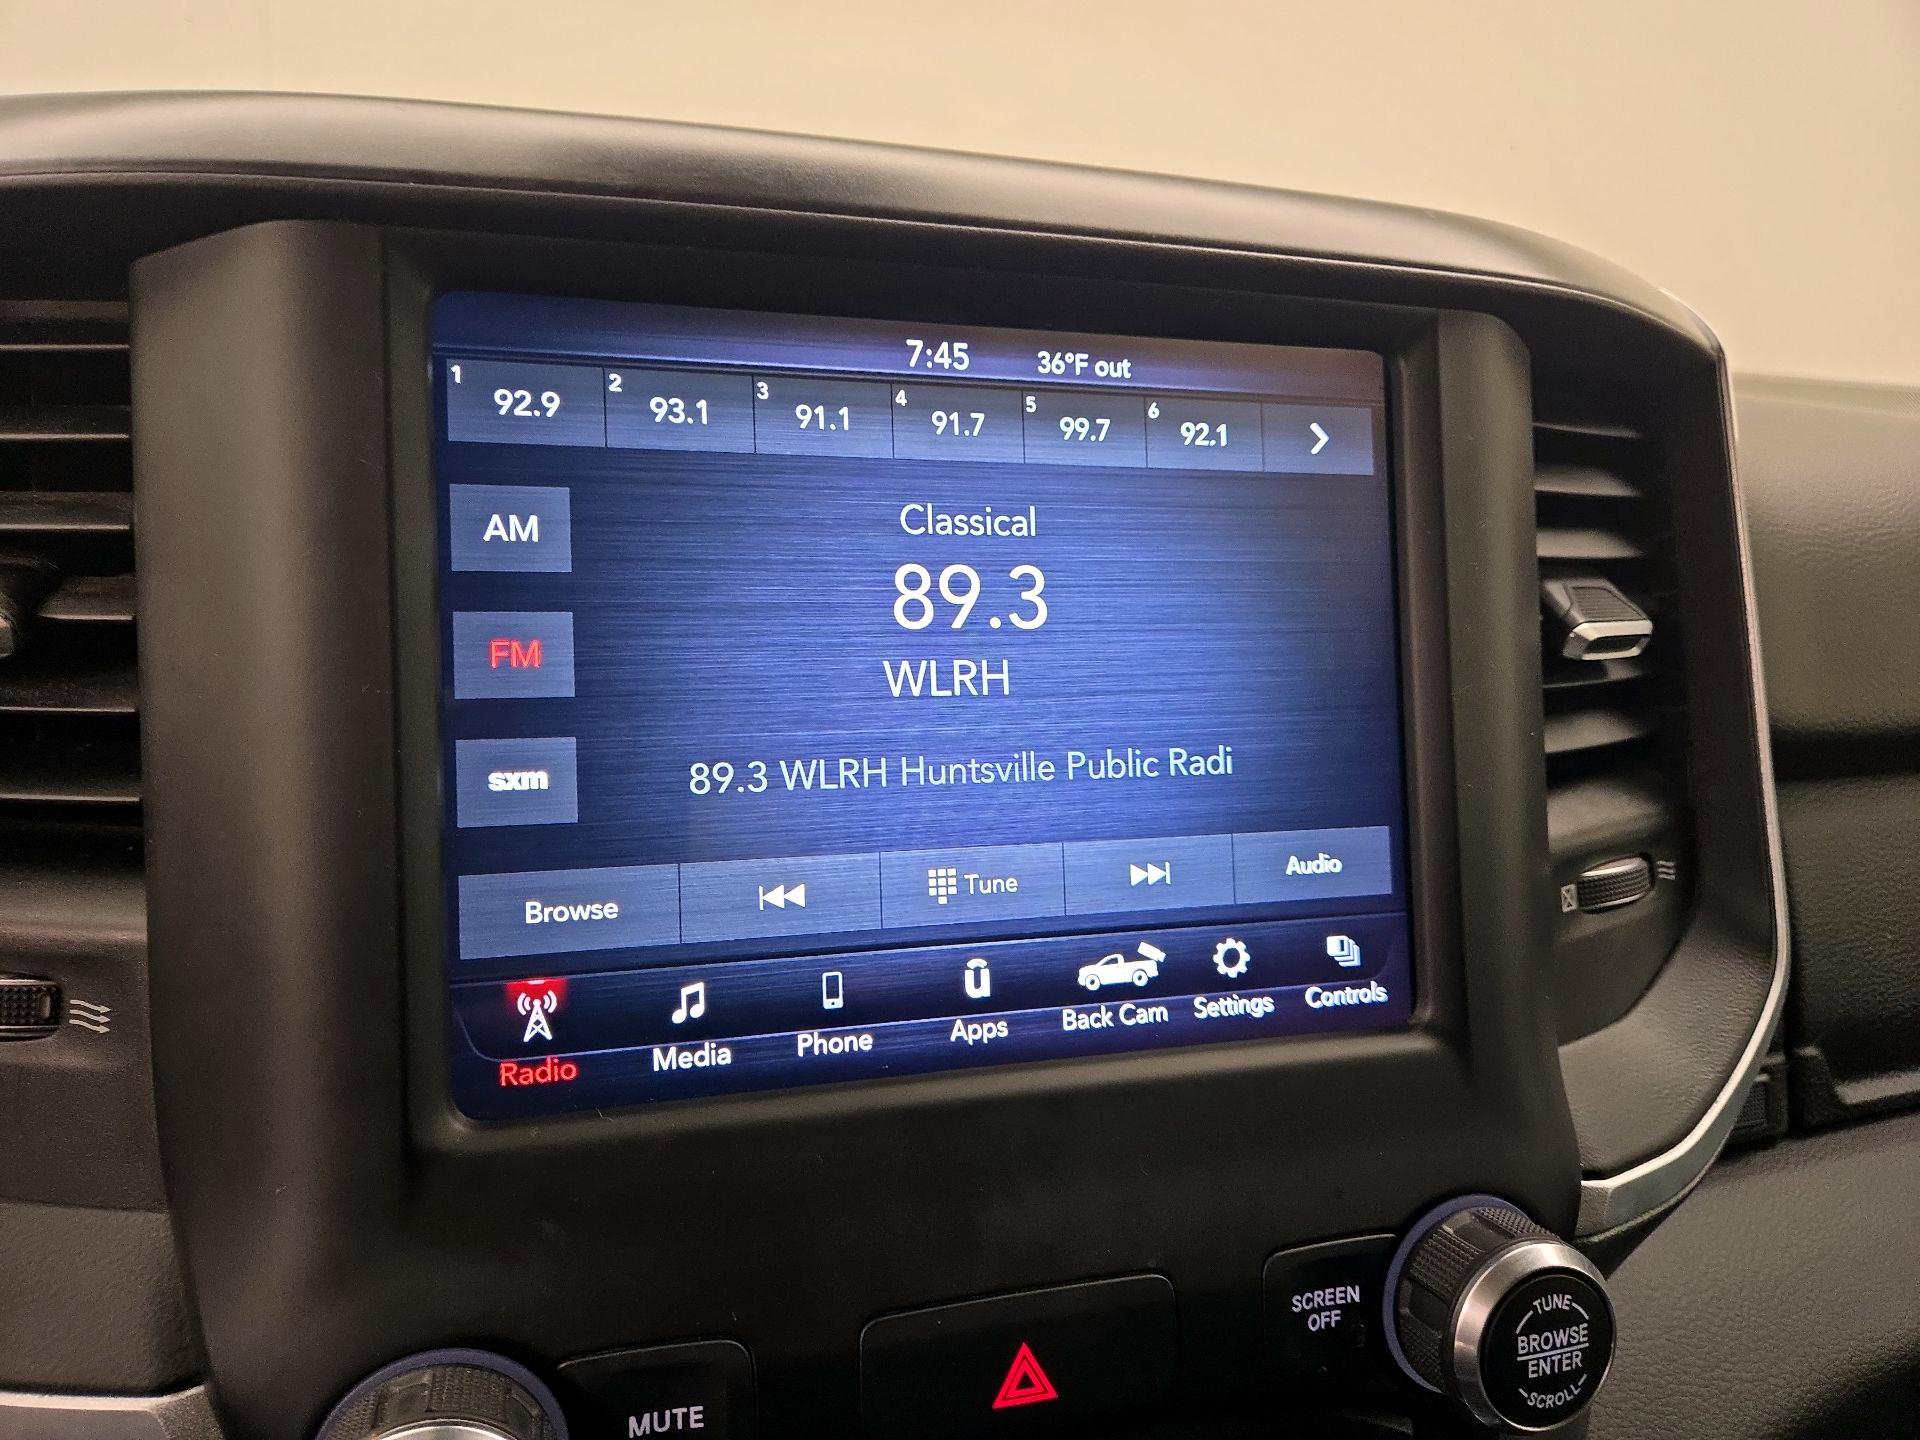 7:45 36°F out
1 92.9 2 93.1 3 91.1 4 91.7 5 99.7 6 92.1
AM
Classical
89.3
FM
WLRH
sxm
89.3 WLRH Huntsville Public Radi
Browse Tune Audio
Radio Media Phone Apps Back Cam Settings Controls
MUTE
SCREEN
OFF
TUNE
BROWSE
ENTER
SCROLL